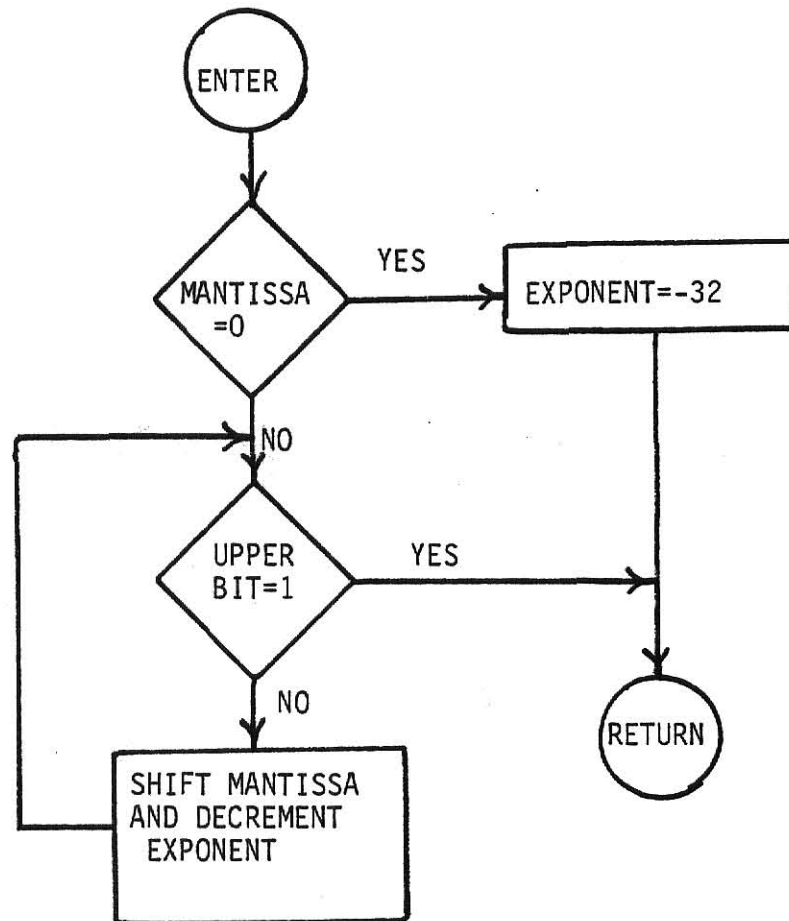 ENTER
MANTISSA
=0
YES
EXPONENT=-32
NO
UPPER
BIT=1
YES
NO
RETURN
SHIFT MANTISSA
AND DECREMENT
EXPONENT